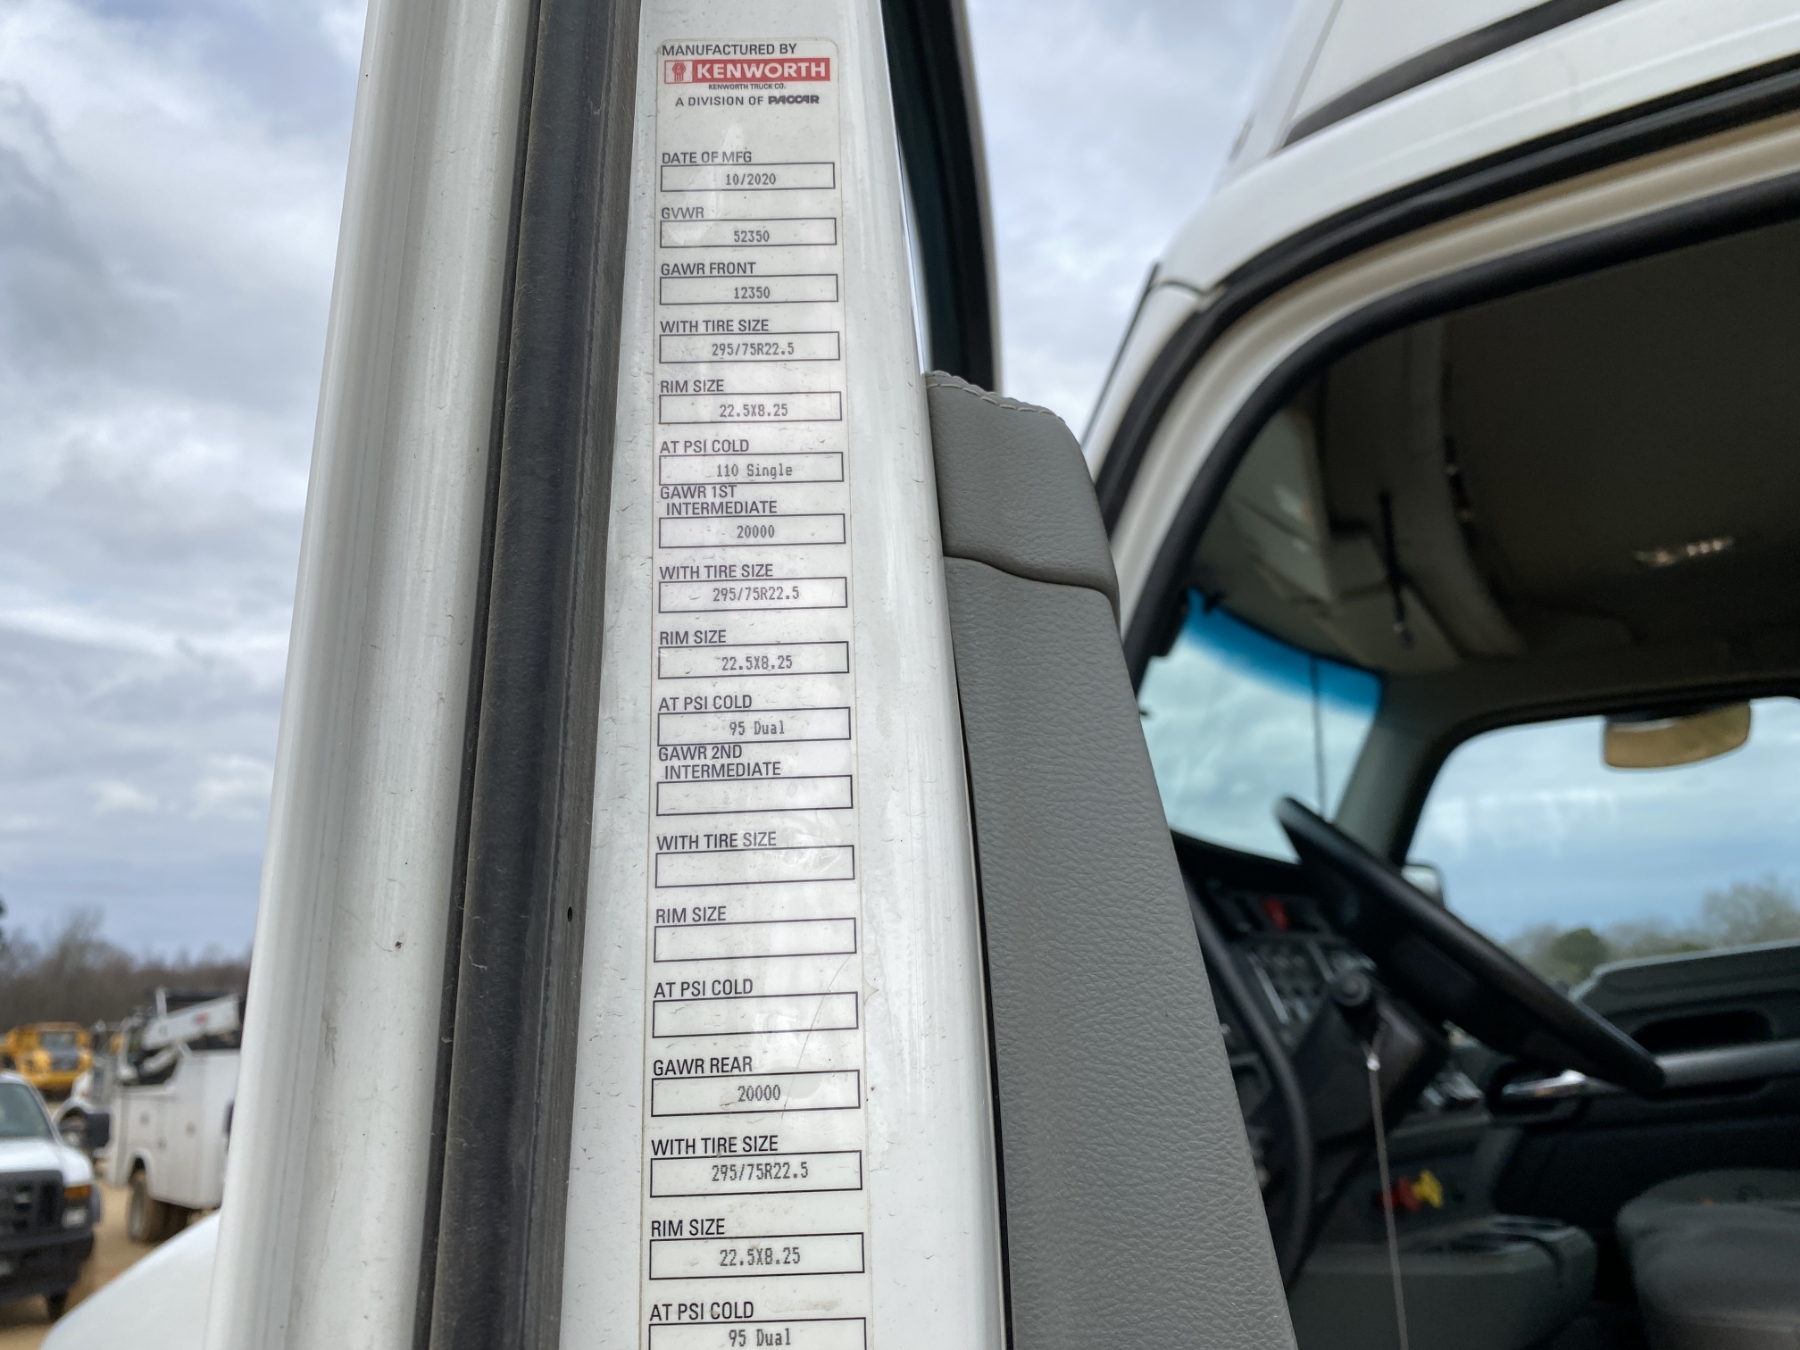 MANUFACTURED BY
KENWORTH
KENWORTH TRUCK CO.
A DIVISION OF PACCAR
DATE OF MFG
10/2020
GVWR
52350
GAWR FRONT
12350
WITH TIRE SIZE
295/75R22.5
RIM SIZE
22.5X8.25
AT PSI COLD
110 Single
GAWR 1ST
INTERMEDIATE
20000
WITH TIRE SIZE
295/75R22.5
RIM SIZE
22.5X8.25
AT PSI COLD
95 Dual
GAWR 2ND
INTERMEDIATE
WITH TIRE SIZE
RIM SIZE
AT PSI COLD
GAWR REAR
20000
WITH TIRE SIZE
295/75R22.5
RIM SIZE
22.5X8.25
AT PSI COLD
95 Dual